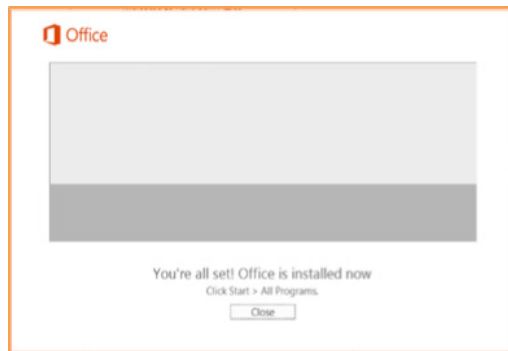 Office
You're all set! Office is installed now
Click Start > All Programs.
Close